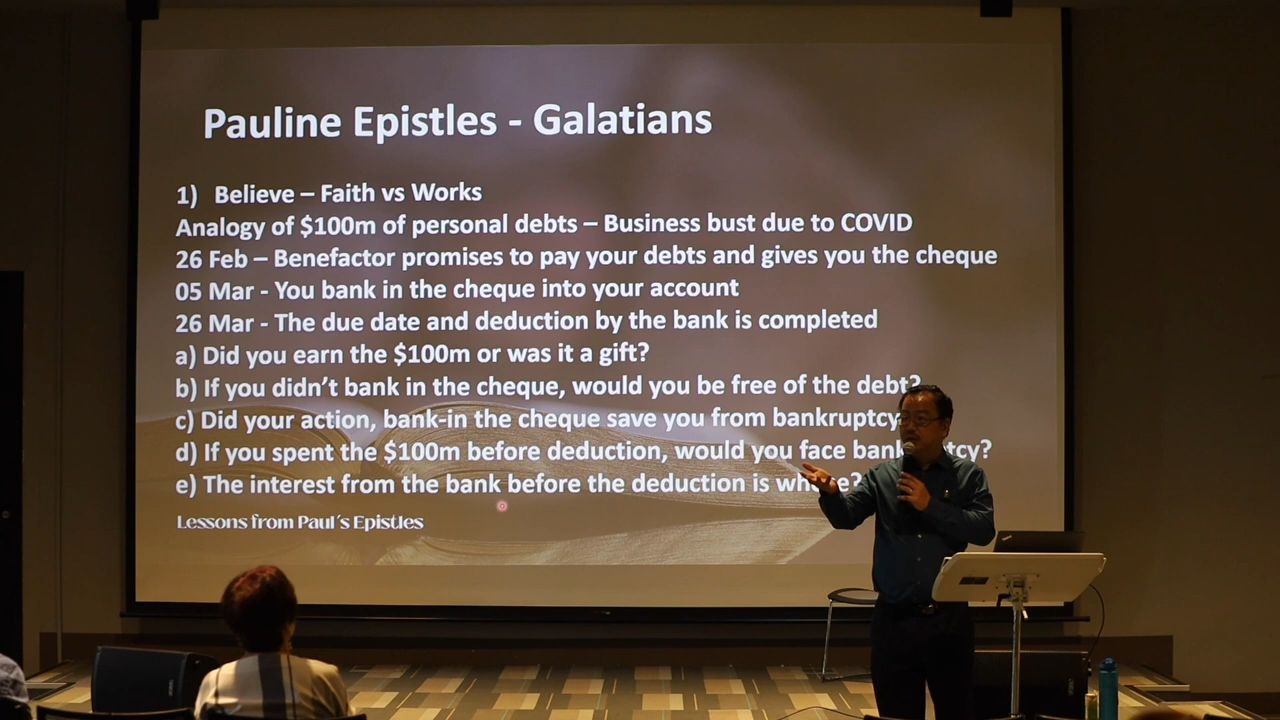 Pauline Epistles - Galatians
1) Believe – Faith vs Works
Analogy of $100m of personal debts – Business bust due to COVID
26 Feb – Benefactor promises to pay your debts and gives you the cheque
05 Mar - You bank in the cheque into your account
26 Mar - The due date and deduction by the bank is completed
a) Did you earn the $100m or was it a gift?
b) If you didn't bank in the cheque, would you be free of the debt?
c) Did your action, bank-in the cheque save you from bankruptcy
d) If you spent the $100m before deduction, would you face
e) The interest from the bank before the deduction is
Lessons from Paul's Epistles